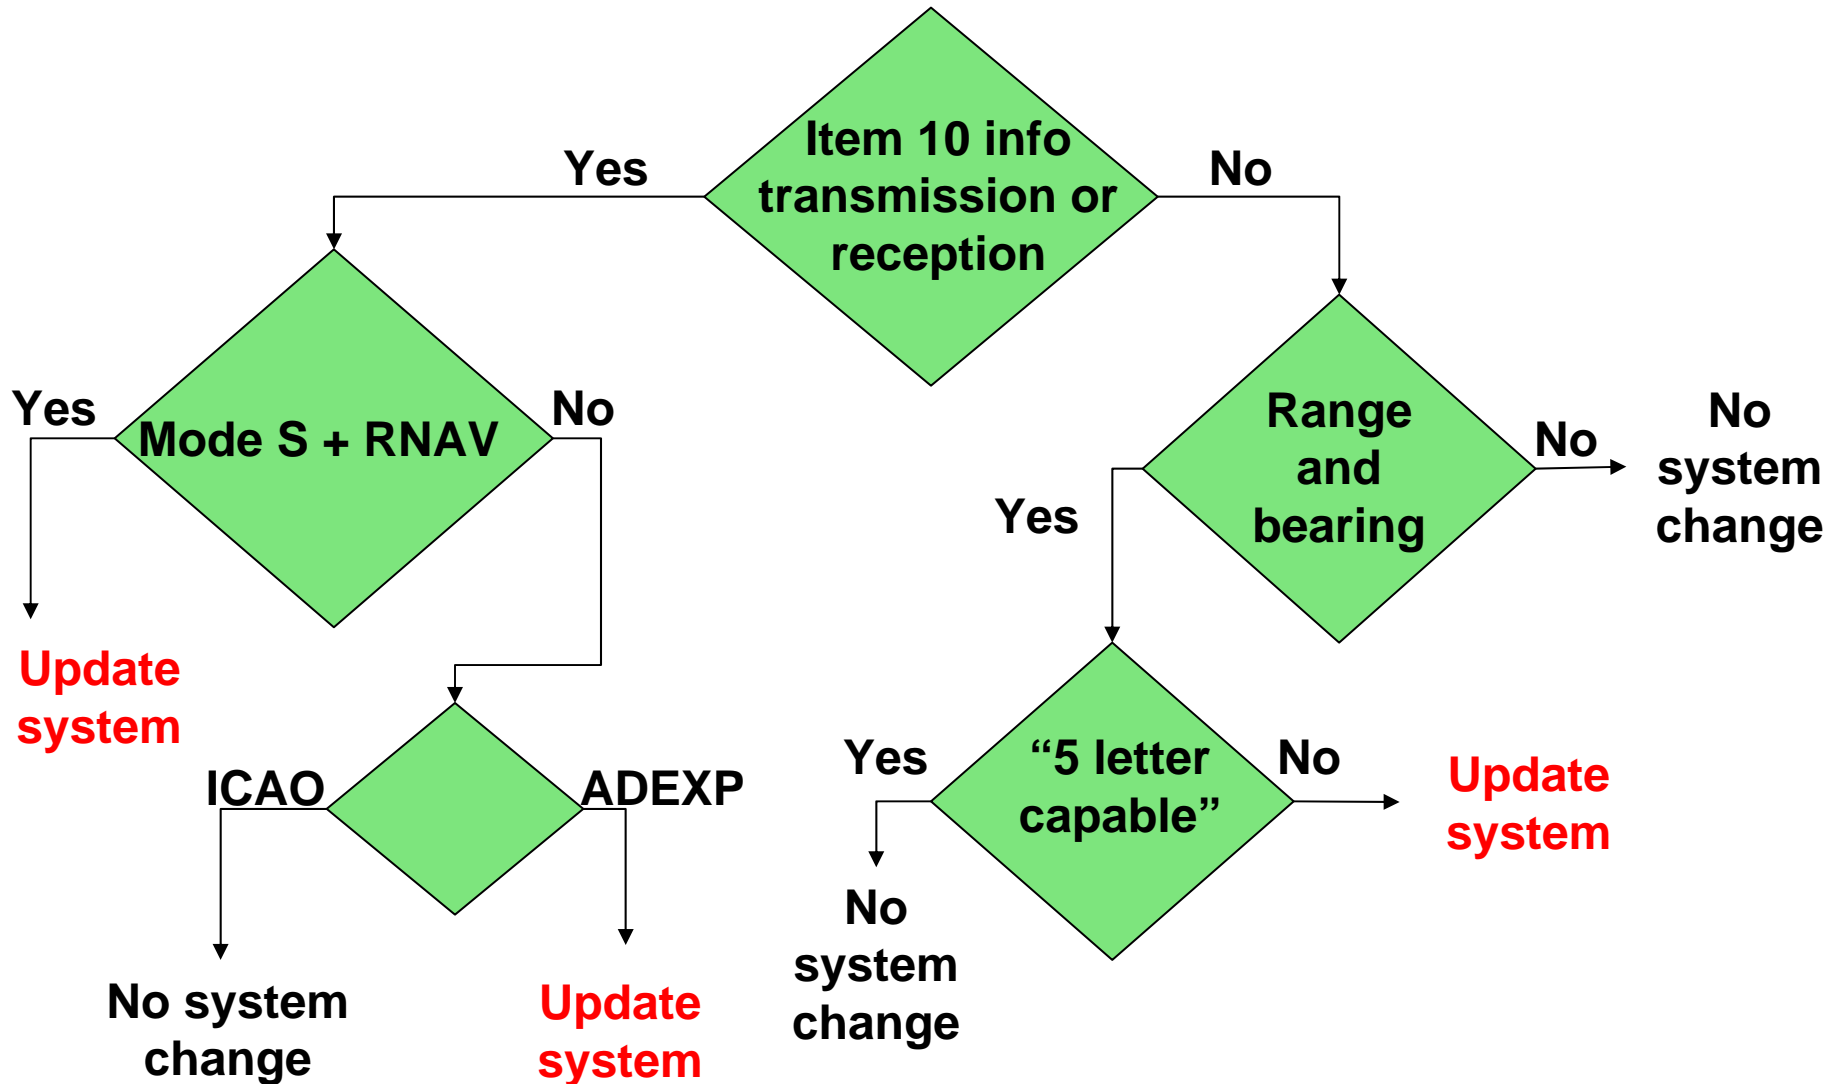 Item 10 info
transmission or
reception
Yes
No
Yes
Mode S + RNAV
No
Range
and
bearing
Yes
No
No
system
change
Update
system
ICAO
ADEXP
“5 letter
capable”
Yes
No
Update
system
No
system
change
No system
change
Update
system